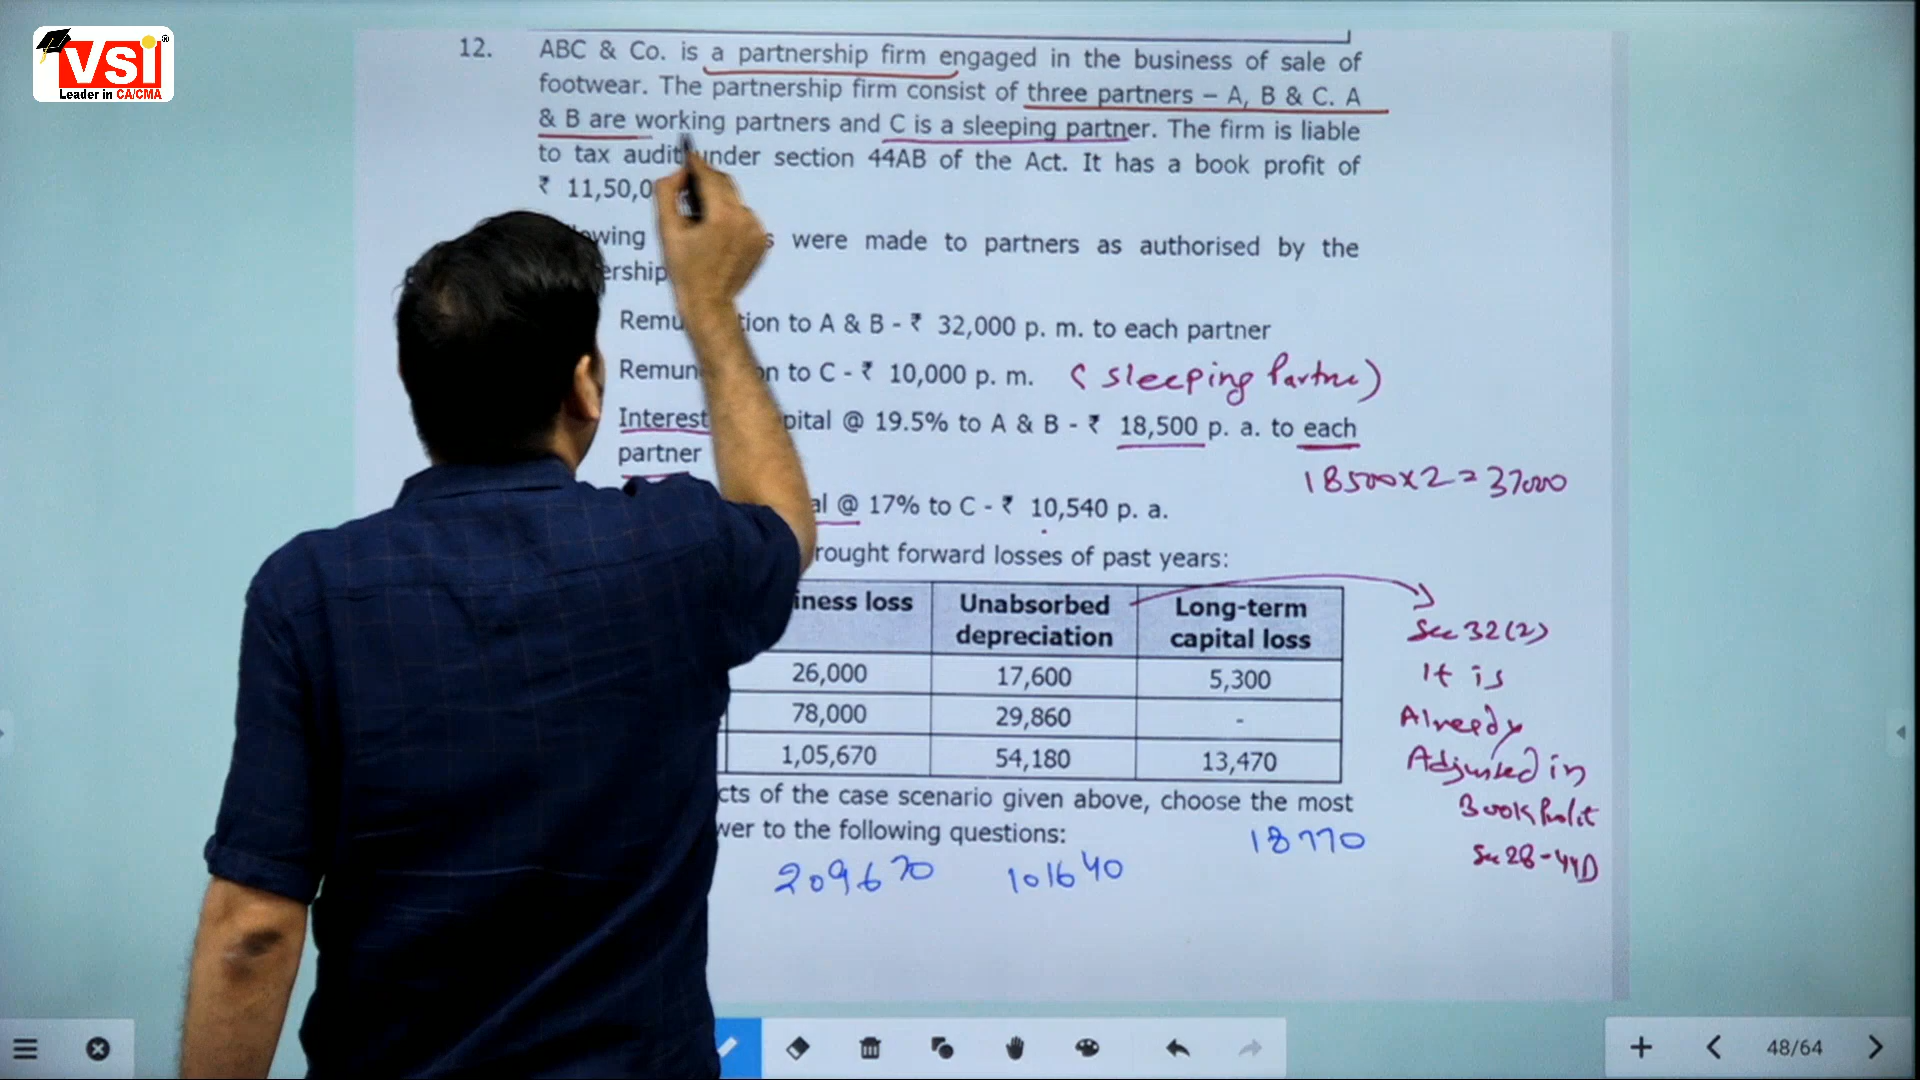 VSI
®
Leader in CA/CMA
12. ABC & Co. is a partnership firm engaged in the business of sale of
footwear. The partnership firm consist of three partners – A, B & C. A
& B are working partners and C is a sleeping partner. The firm is liable
to tax audit under section 44AB of the Act. It has a book profit of
₹ 11,50,0
wing s were made to partners as authorised by the
ership
Remu tion to A & B - ₹ 32,000 p. m. to each partner
Remun on to C - ₹ 10,000 p. m. (sleeping Partner)
Interest pital @ 19.5% to A & B - ₹ 18,500 p. a. to each
partner
18500x2=37000
al @ 17% to C - ₹ 10,540 p. a.
rought forward losses of past years:
iness loss Unabsorbed depreciation Long-term capital loss
26,000 17,600 5,300
78,000 29,860 -
1,05,670 54,180 13,470
Sec 32(2)
It is
Already
Adjusted in
Book Profit
Sec 28-44D
cts of the case scenario given above, choose the most
wer to the following questions:
209670 101640 18770
48/64